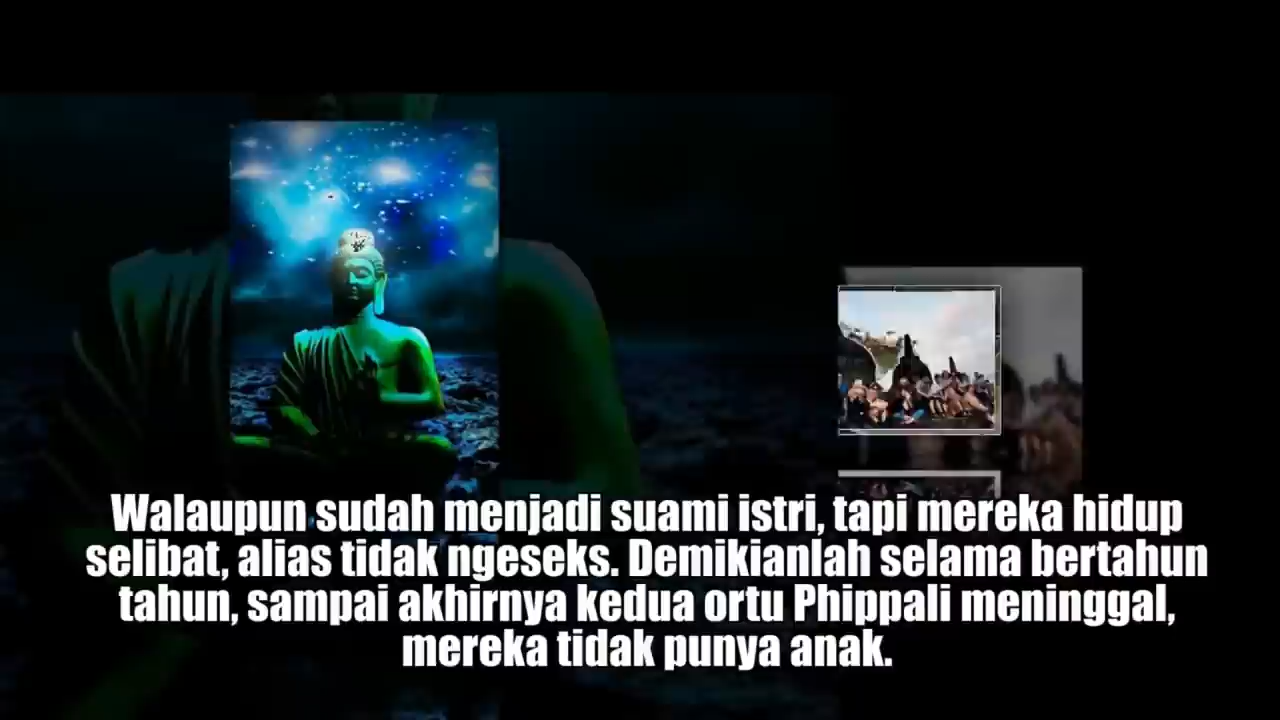 Walaupun sudah menjadi suami istri, tapi mereka hidup
selibat, alias tidak ngeseks. Demikianlah selama bertahun
tahun, sampai akhirnya kedua ortu Phippali meninggal,
mereka tidak punya anak.